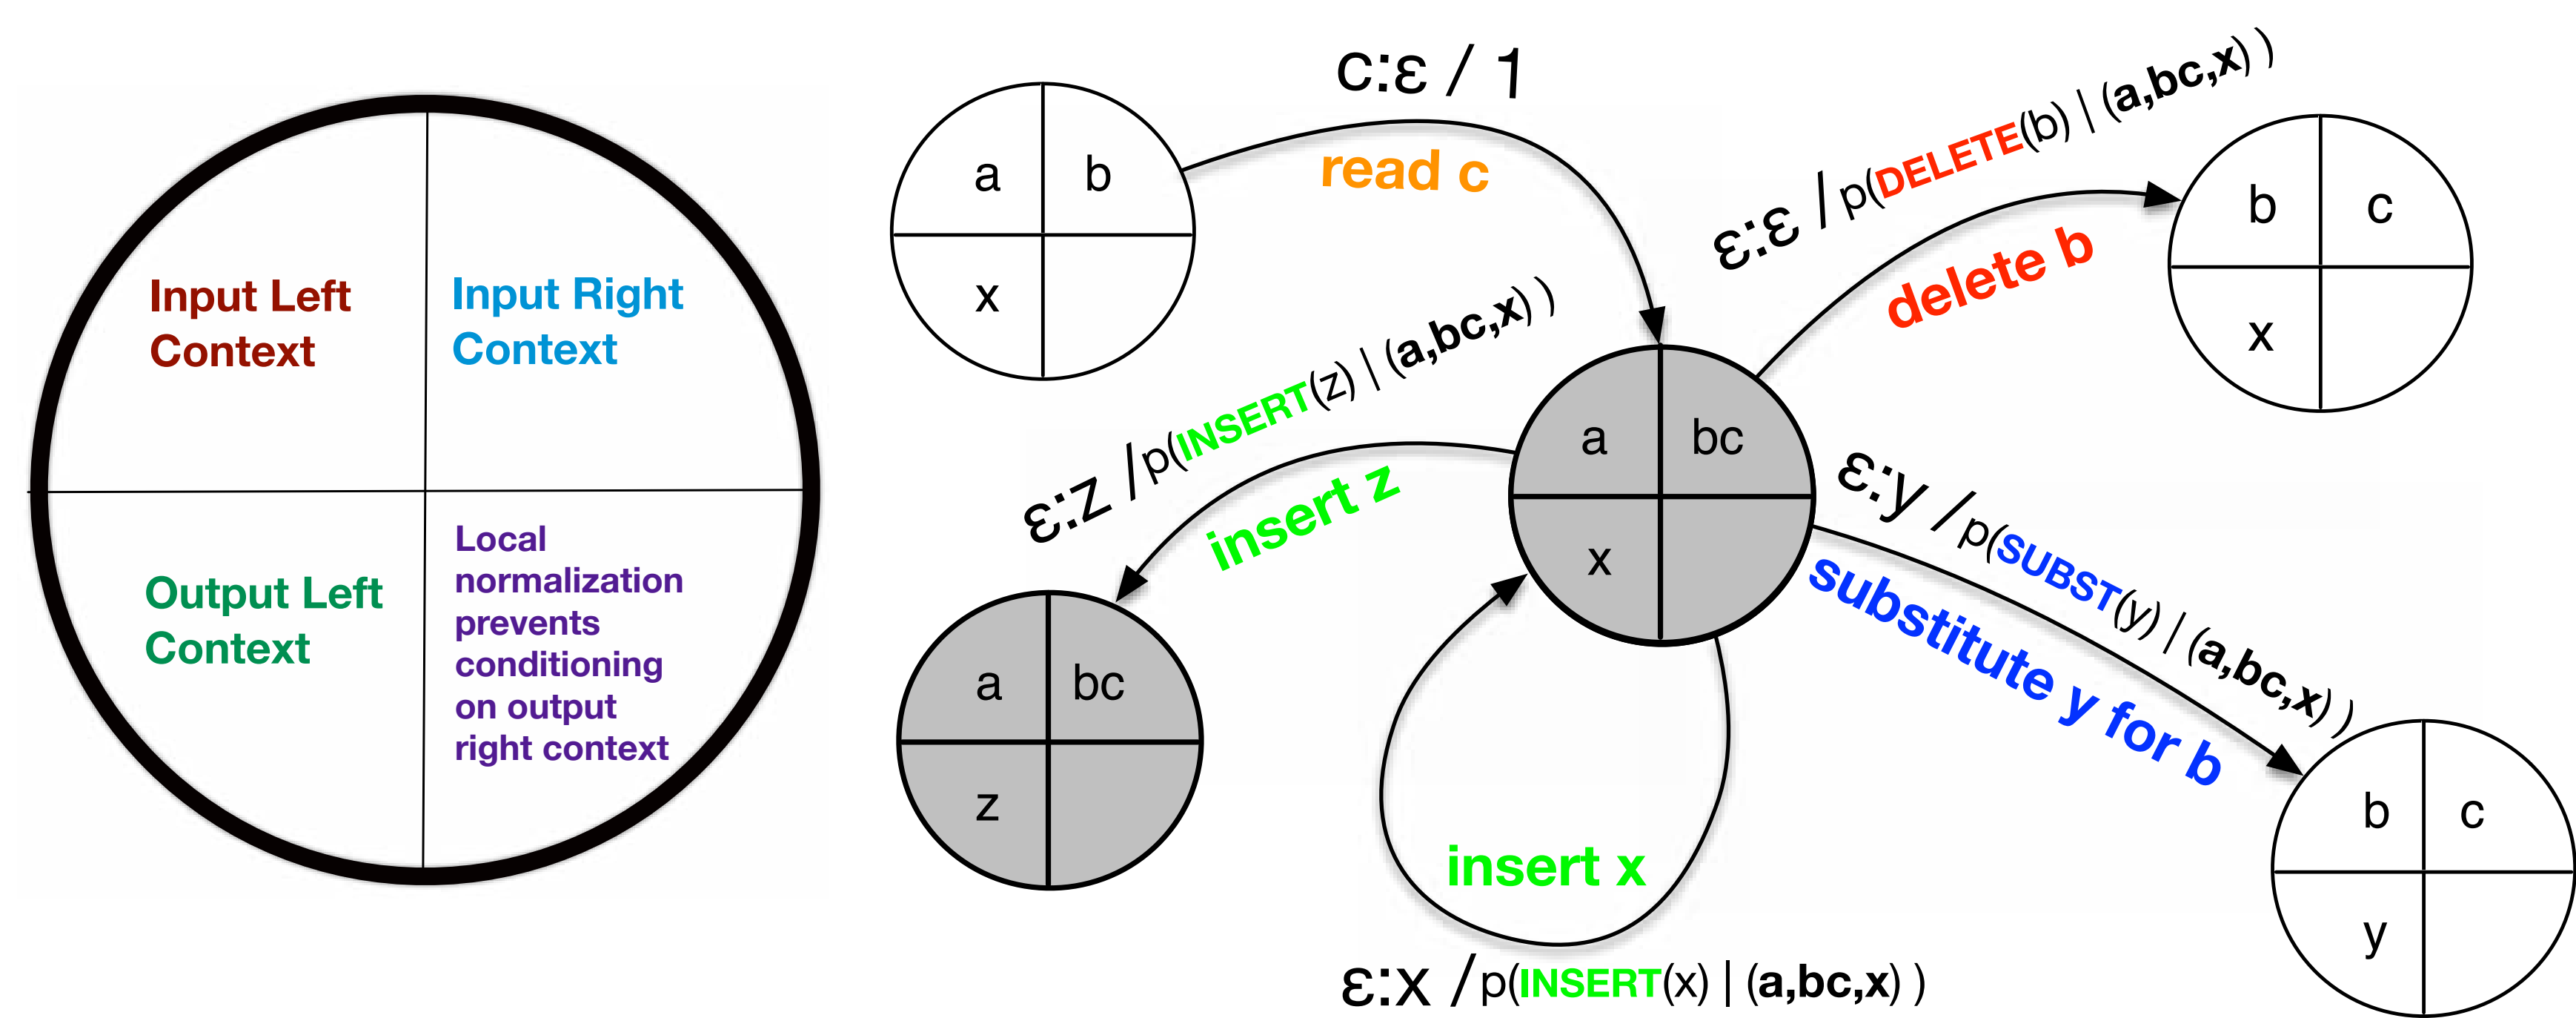 Input Left
Context
Input Right
Context
Output Left
Context
Local
normalization
prevents
conditioning
on output
right context
a b
x
c:ε / 1
read c
ε:ε / p(DELETE(b) | (a,bc,x) )
delete b
b c
x
ε:z / p(INSERT(z) | (a,bc,x) )
insert z
a bc
x
ε:y / p(SUBST(y) | (a,bc,x) )
substitute y for b
a bc
z
insert x
ε:x / p(INSERT(x) | (a,bc,x) )
b c
y